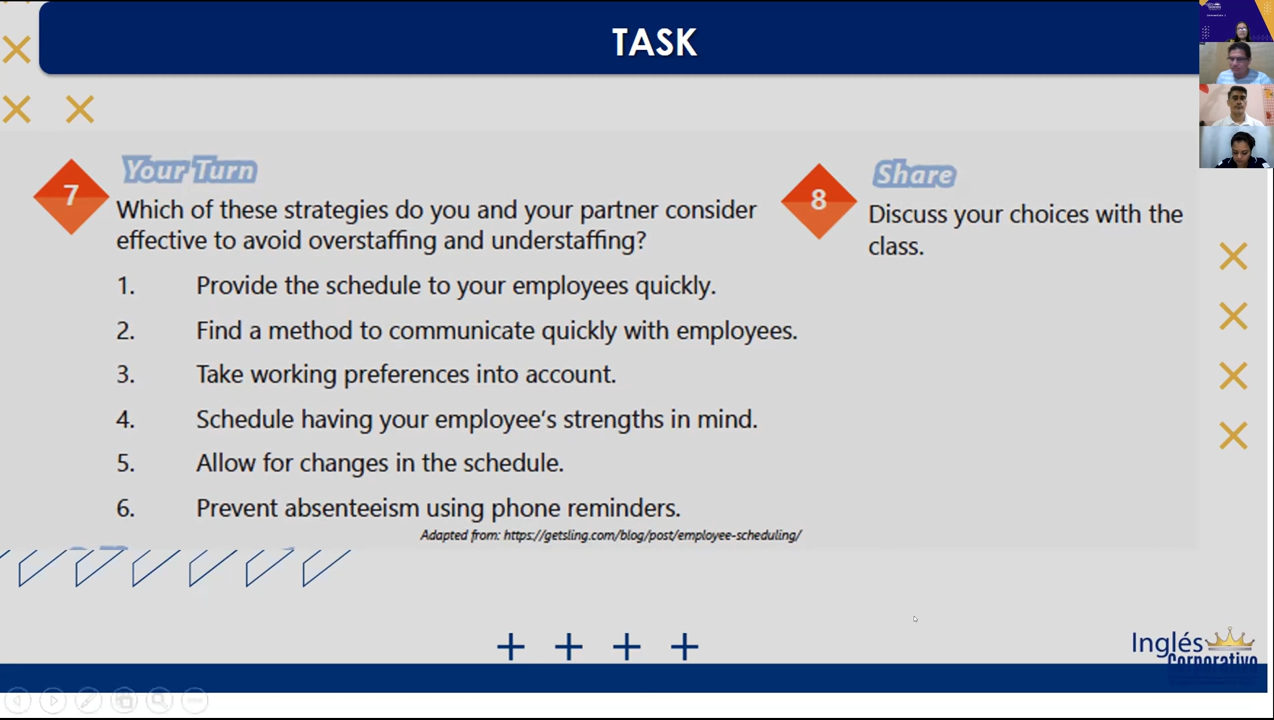 TASK
7
Your Turn
Which of these strategies do you and your partner consider
effective to avoid overstaffing and understaffing?
1. Provide the schedule to your employees quickly.
2. Find a method to communicate quickly with employees.
3. Take working preferences into account.
4. Schedule having your employee's strengths in mind.
5. Allow for changes in the schedule.
6. Prevent absenteeism using phone reminders.
Adapted from: https://getsling.com/blog/post/employee-scheduling/
8
Share
Discuss your choices with the
class.
Inglés
Corporativo